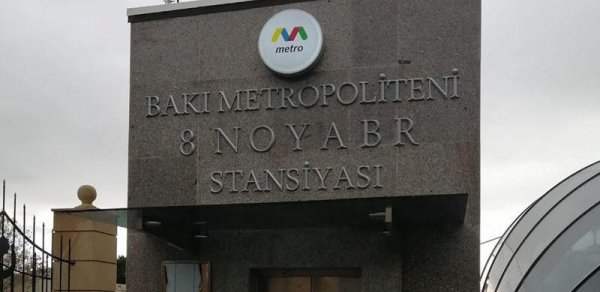 metro
BAKI METROPOLİTENİ
8 NOYABR
STANSİYASI